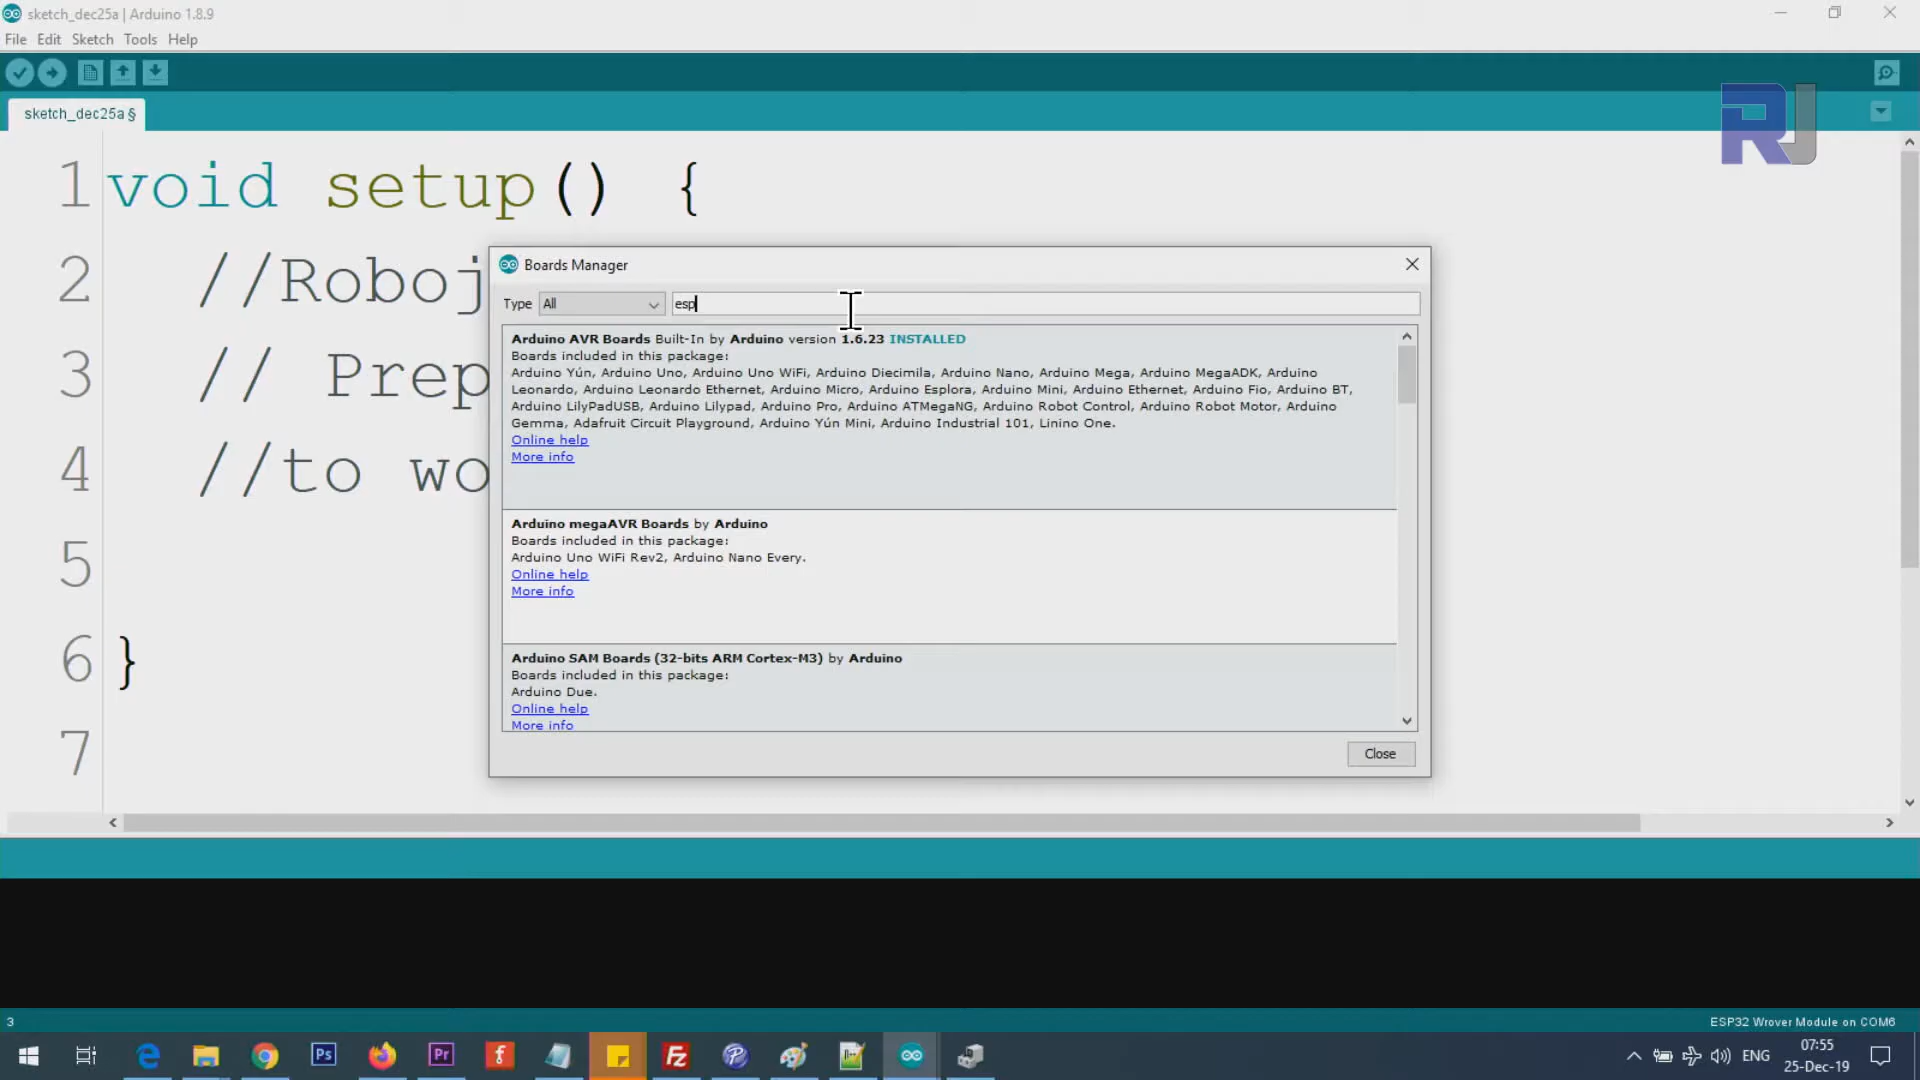 sketch_dec25a | Arduino 1.8.9
File Edit Sketch Tools Help
RJ
sketch_dec25a §
1 void setup() {
2 //Roboj
3 // Prep
4 //to wo
5
6 }
7
Boards Manager
Type All esp
Arduino AVR Boards Built-In by Arduino version 1.6.23 INSTALLED
Boards included in this package:
Arduino Yún, Arduino Uno, Arduino Uno WiFi, Arduino Diecimila, Arduino Nano, Arduino Mega, Arduino MegaADK, Arduino
Leonardo, Arduino Leonardo Ethernet, Arduino Micro, Arduino Esplora, Arduino Mini, Arduino Ethernet, Arduino Fio, Arduino BT,
Arduino LilyPadUSB, Arduino Lilypad, Arduino Pro, Arduino ATMegaNG, Arduino Robot Control, Arduino Robot Motor, Arduino
Gemma, Adafruit Circuit Playground, Arduino Yún Mini, Arduino Industrial 101, Linino One.
Online help
More info
Arduino megaAVR Boards by Arduino
Boards included in this package:
Arduino Uno WiFi Rev2, Arduino Nano Every.
Online help
More info
Arduino SAM Boards (32-bits ARM Cortex-M3) by Arduino
Boards included in this package:
Arduino Due.
Online help
More info
Close
3
ESP32 Wrover Module on COM6
Ps
Pr
f
FZ
ENG
07:55
25-Dec-19